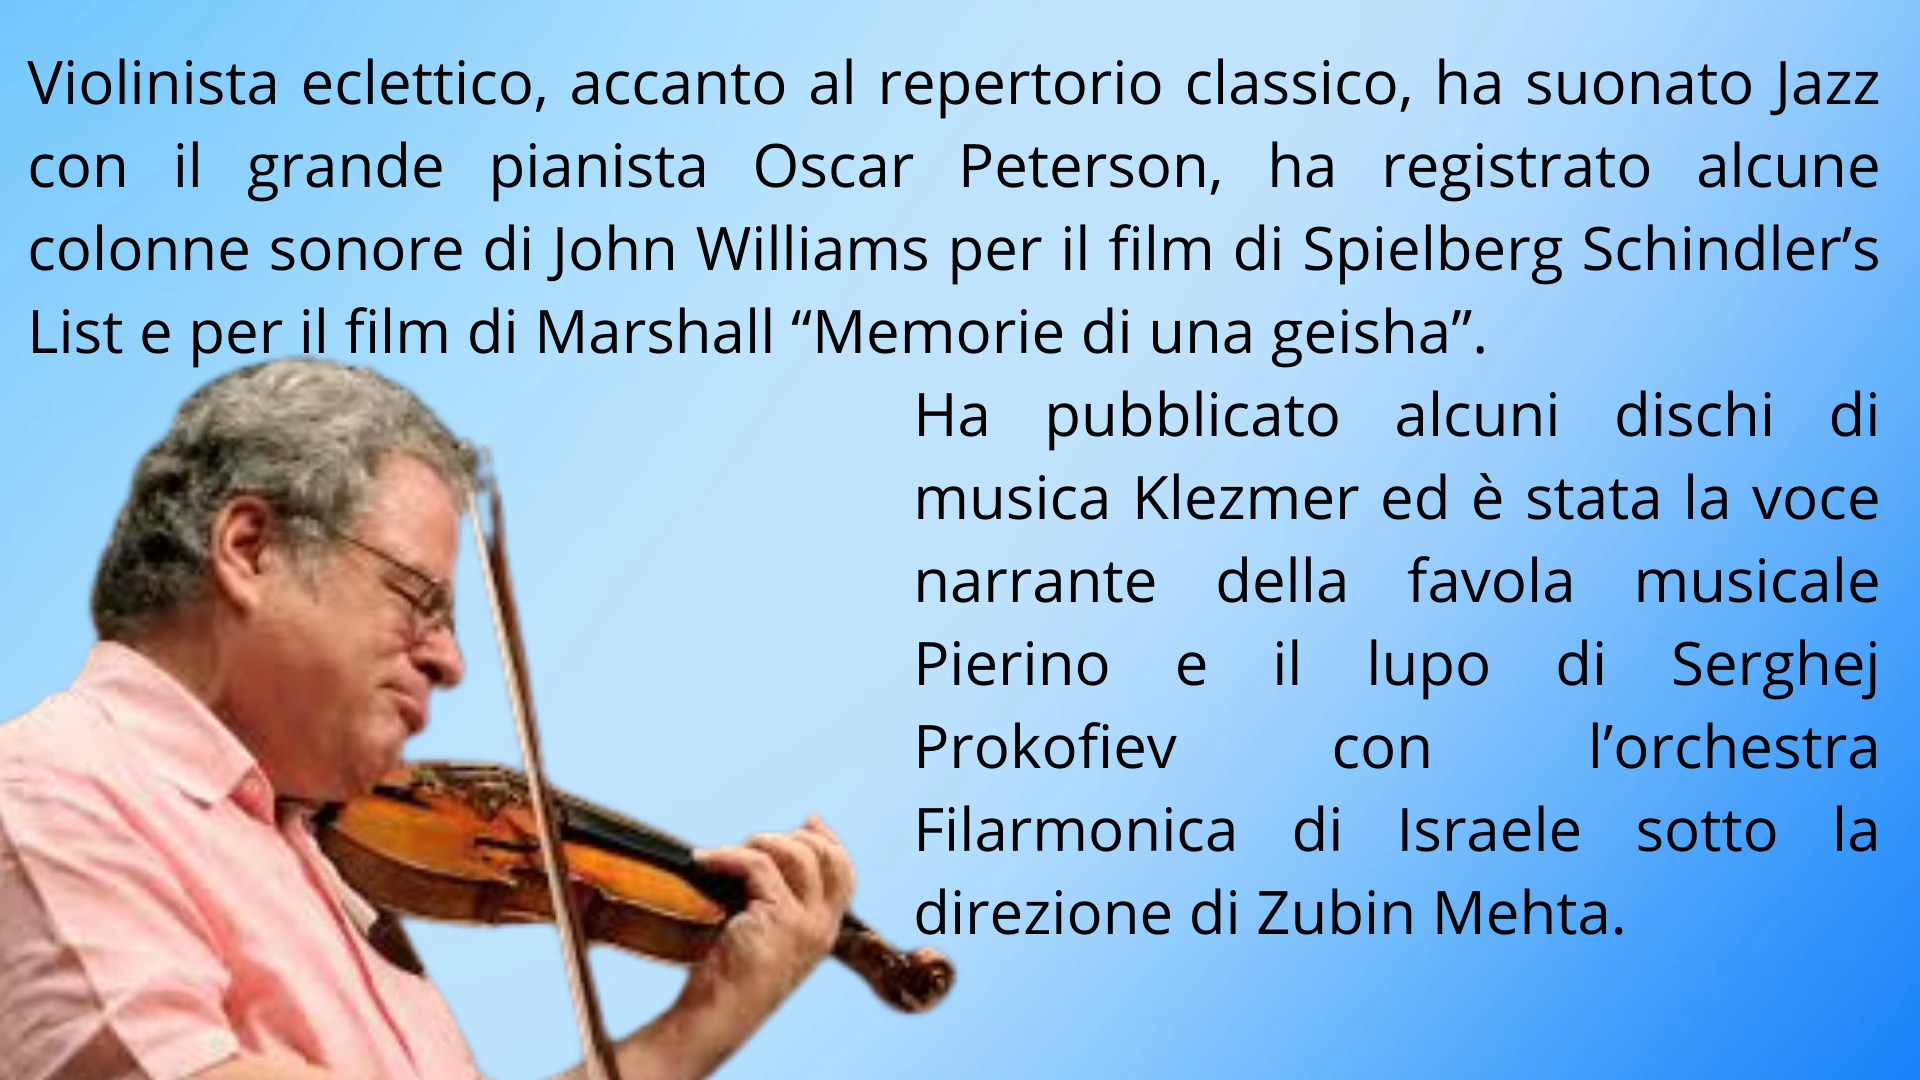 Violinista eclettico, accanto al repertorio classico, ha suonato Jazz
con il grande pianista Oscar Peterson, ha registrato alcune
colonne sonore di John Williams per il film di Spielberg Schindler’s
List e per il film di Marshall “Memorie di una geisha”.
Ha pubblicato alcuni dischi di
musica Klezmer ed è stata la voce
narrante della favola musicale
Pierino e il lupo di Serghej
Prokofiev con l’orchestra
Filarmonica di Israele sotto la
direzione di Zubin Mehta.